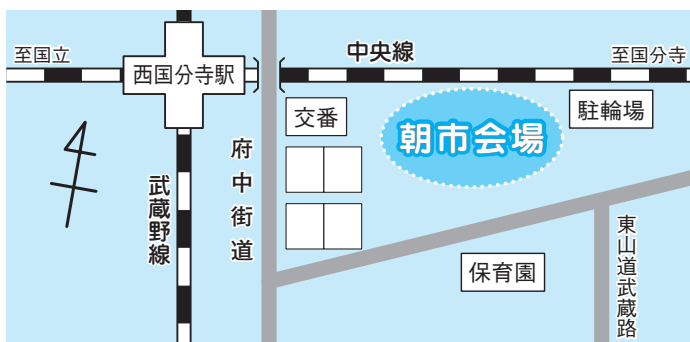 至国立
西国分寺駅
中央線
至国分寺
交番
朝市会場
駐輪場
府中街道
武蔵野線
保育園
東山道武蔵路